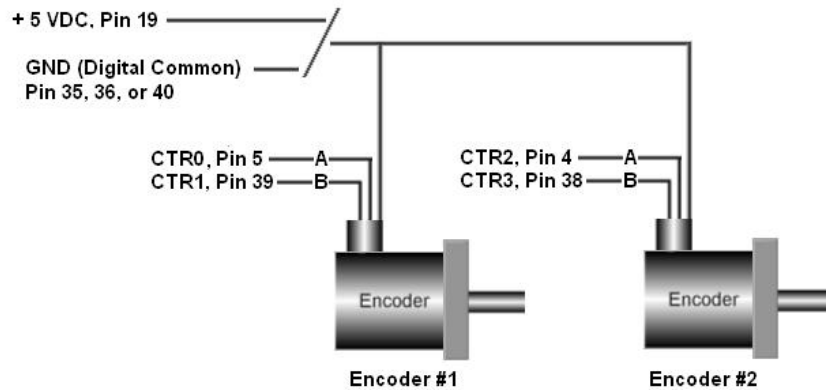 + 5 VDC, Pin 19
GND (Digital Common)
Pin 35, 36, or 40
CTR0, Pin 5 A
CTR1, Pin 39 B
CTR2, Pin 4 A
CTR3, Pin 38 B
Encoder
Encoder
Encoder #1
Encoder #2